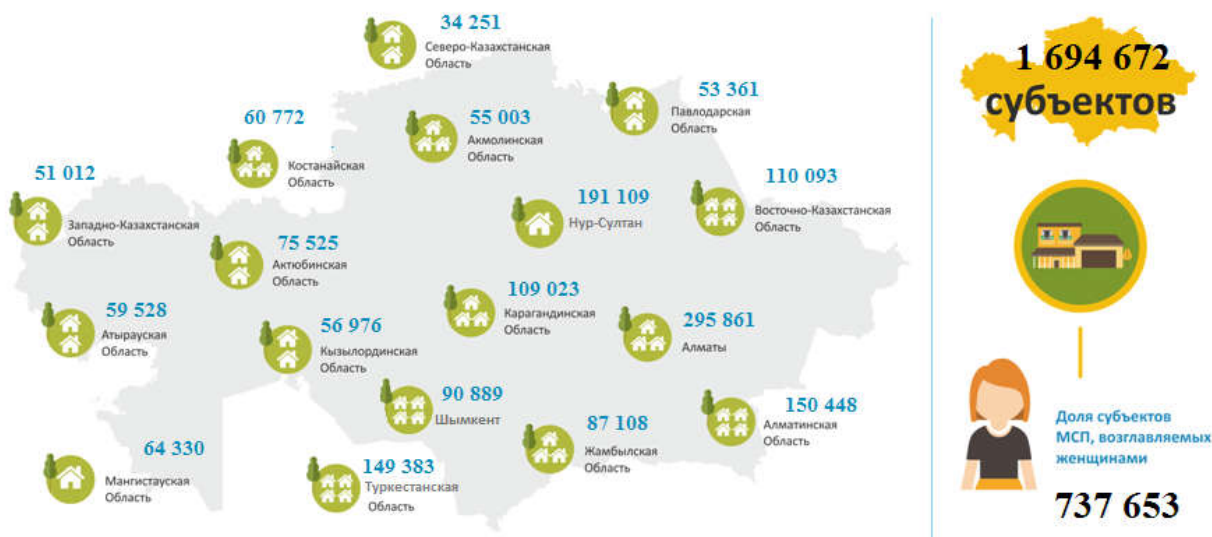 34 251
Северо-Казахстанская
Область
53 361
Павлодарская
Область
55 003
Акмолинская
Область
60 772
Костанайская
Область
51 012
Западно-Казахстанская
Область
191 109
Нур-Султан
110 093
Восточно-Казахстанская
Область
75 525
Актюбинская
Область
109 023
Карагандинская
Область
59 528
Атырауская
Область
56 976
Кызылординская
Область
295 861
Алматы
90 889
Шымкент
150 448
Алматинская
Область
87 108
Жамбылская
Область
64 330
Мангистауская
Область
149 383
Туркестанская
Область
1 694 672
субъектов
Доля субъектов
МСП, возглавляемых
женщинами
737 653